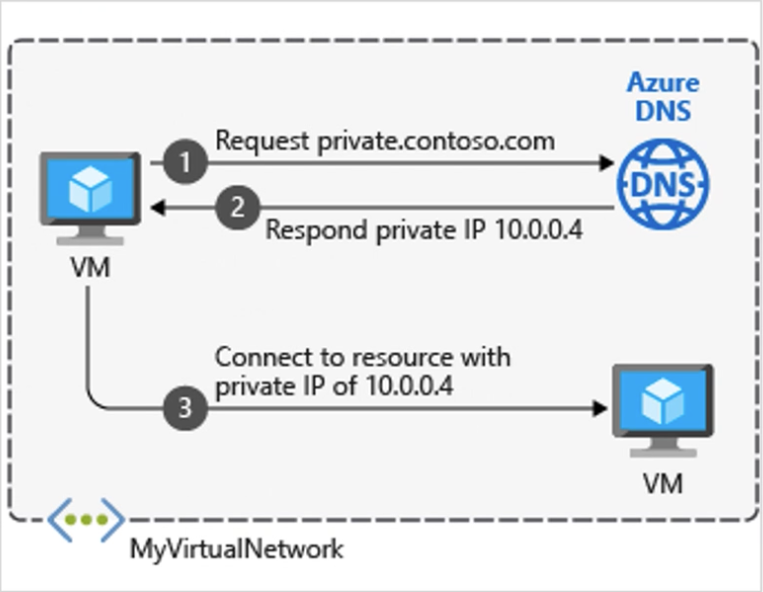 Azure
DNS
1
Request private.contoso.com
DNS
2
Respond private IP 10.0.0.4
VM
Connect to resource with
private IP of 10.0.0.4
3
VM
MyVirtualNetwork